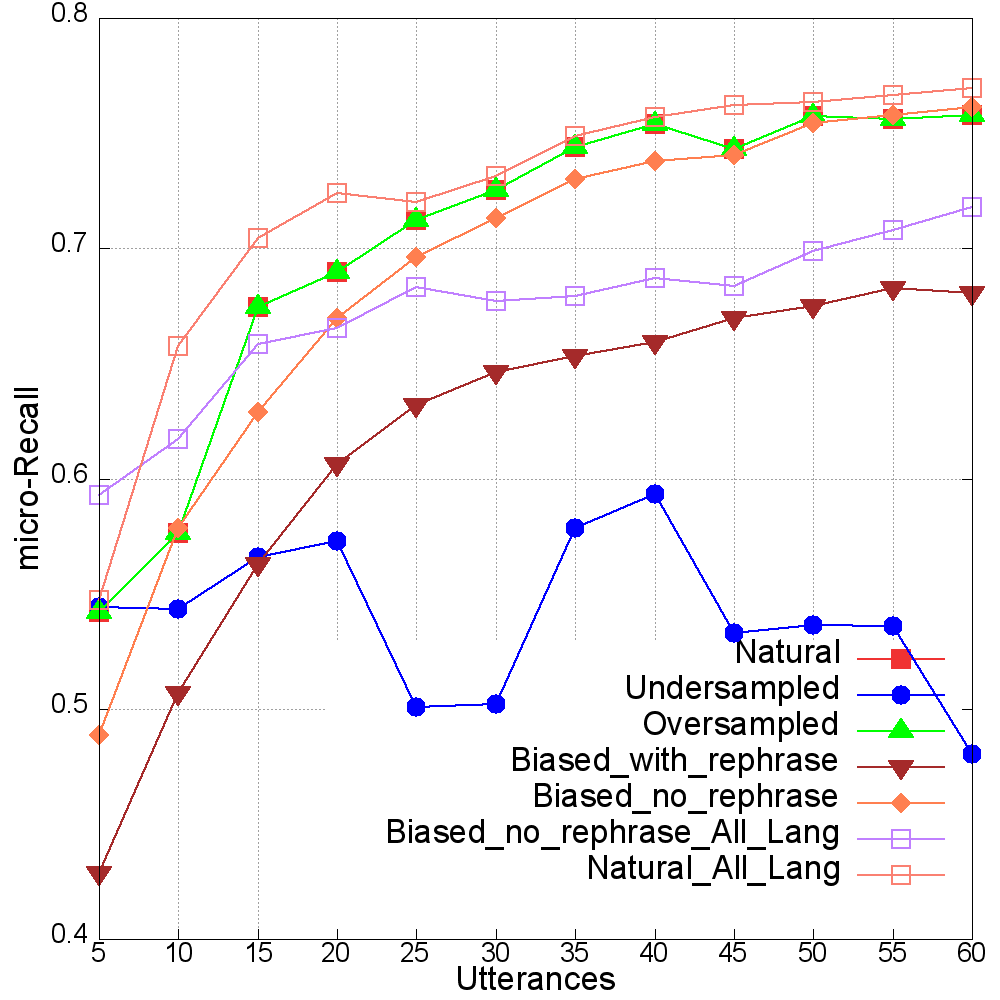 0.8
0.7
0.6
0.5
0.4
micro-Recall
Natural
Undersampled
Oversampled
Biased_with_rephrase
Biased_no_rephrase
Biased_no_rephrase_All_Lang
Natural_All_Lang
5 10 15 20 25 30 35 40 45 50 55 60
Utterances